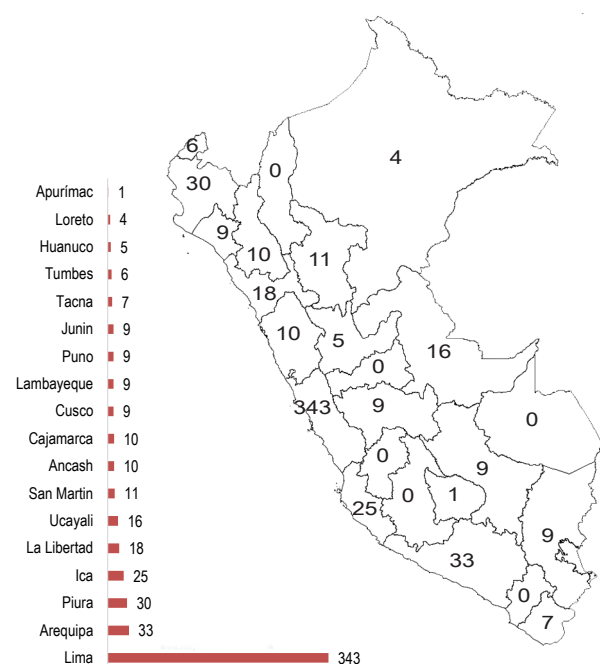 Apurímac 1
Loreto 4
Huanuco 5
Tumbes 6
Tacna 7
Junin 9
Puno 9
Lambayeque 9
Cusco 9
Cajamarca 10
Ancash 10
San Martin 11
Ucayali 16
La Libertad 18
Ica 25
Piura 30
Arequipa 33
Lima 343
6
0
4
30
9
10
11
18
10
5
16
0
343
9
0
0
9
0
1
25
9
33
0
7